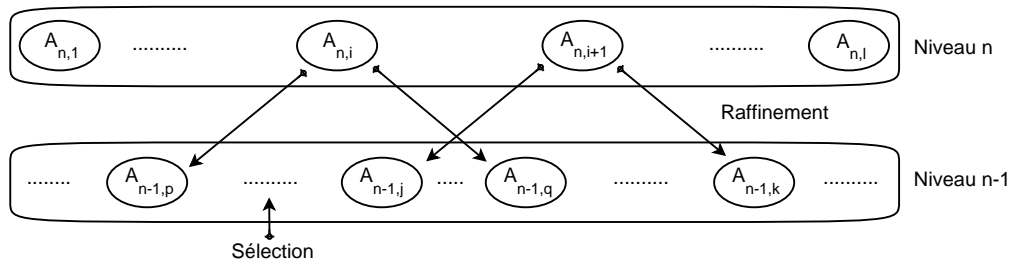 A n,1 .......... A n,i ..... A n,i+1 .......... A n,l Niveau n
Raffinement
........ A n-1,p .......... A n-1,j ..... A n-1,q .......... A n-1,k .......... Niveau n-1
Sélection